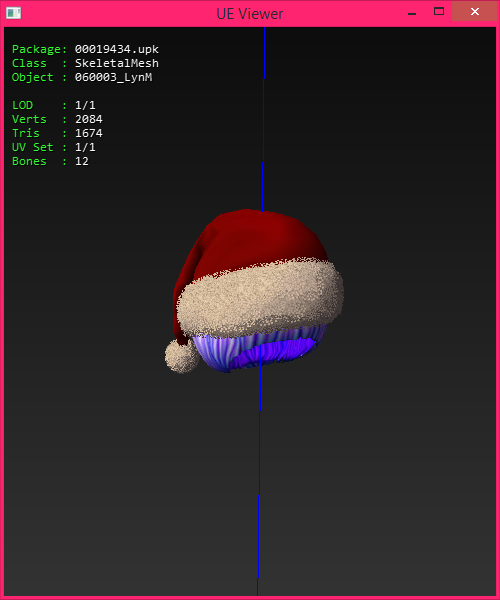 UE Viewer
Package: 00019434.upk
Class : SkeletalMesh
Object : 060003_LynM
LOD : 1/1
Verts : 2084
Tris : 1674
UV Set : 1/1
Bones : 12